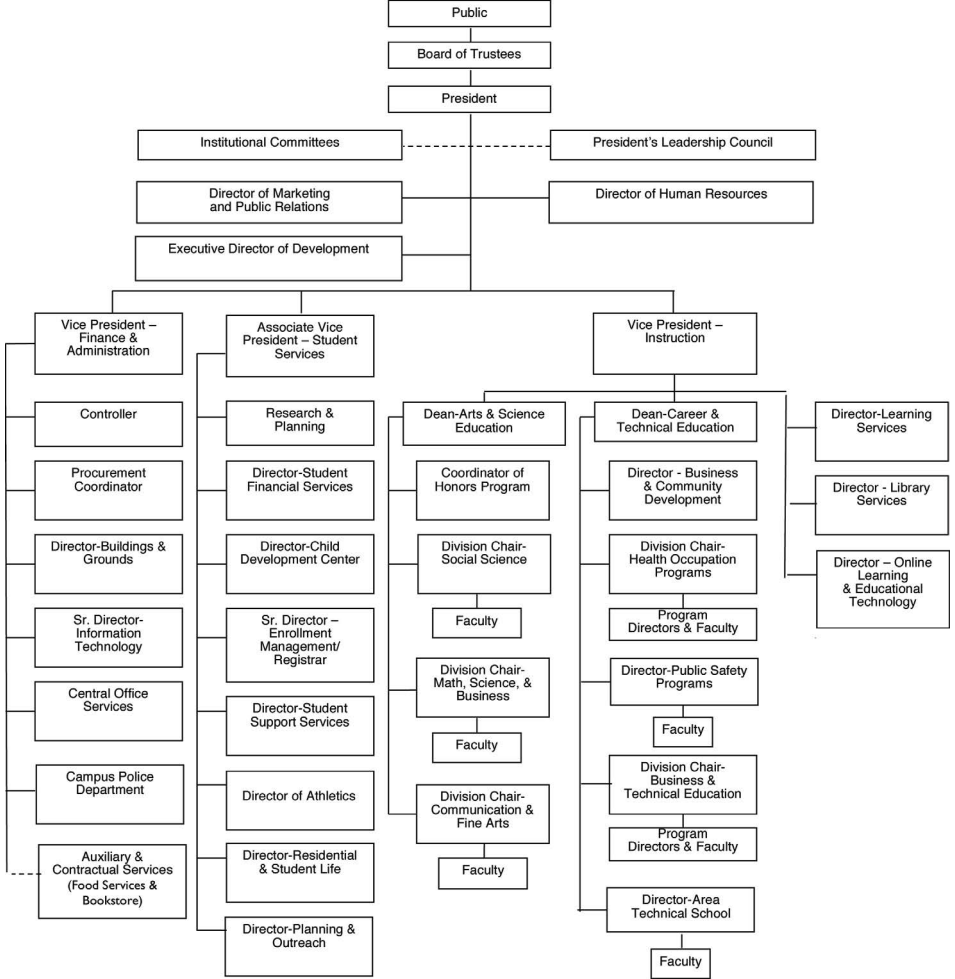 Public
Board of Trustees
President
Institutional Committees
President's Leadership Council
Director of Marketing
and Public Relations
Director of Human Resources
Executive Director of Development
Vice President –
Finance &
Administration
Controller
Procurement
Coordinator
Director-Buildings &
Grounds
Sr. Director-
Information
Technology
Central Office
Services
Campus Police
Department
Auxiliary &
Contractual Services
(Food Services &
Bookstore)
Associate Vice
President – Student
Services
Research &
Planning
Director-Student
Financial Services
Director-Child
Development Center
Sr. Director –
Enrollment
Management/
Registrar
Director-Student
Support Services
Director of Athletics
Director-Residential
& Student Life
Director-Planning &
Outreach
Vice President –
Instruction
Dean-Arts & Science
Education
Coordinator of
Honors Program
Division Chair-
Social Science
Faculty
Division Chair-
Math, Science, &
Business
Faculty
Division Chair-
Communication &
Fine Arts
Faculty
Dean-Career &
Technical Education
Director - Business
& Community
Development
Division Chair-
Health Occupation
Programs
Program
Directors & Faculty
Director-Public Safety
Programs
Faculty
Division Chair-
Business &
Technical Education
Program
Directors & Faculty
Director-Area
Technical School
Faculty
Director-Learning
Services
Director - Library
Services
Director – Online
Learning
& Educational
Technology